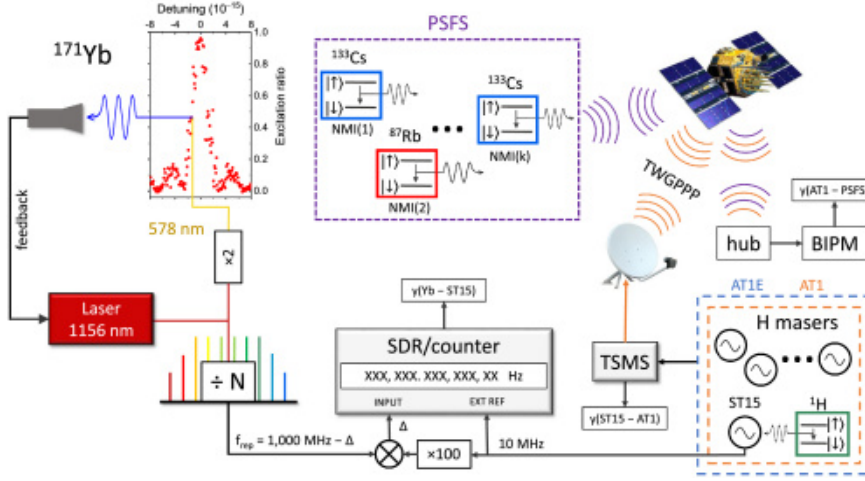 Detuning (10⁻¹⁵)
-8 -4 0 4 8
¹⁷¹Yb
1.0
0.8
0.6
0.4
0.2
0.0
Excitation ratio
PSFS
¹³³Cs
|↑⟩
|↓⟩
NMI(1)
¹³³Cs
|↑⟩
|↓⟩
NMI(k)
⁸⁷Rb
|↑⟩
|↓⟩
NMI(2)
TWGPPP
y(AT1 – PSFS)
hub
BIPM
feedback
578 nm
×2
Laser
1156 nm
÷ N
y(Yb – ST15)
SDR/counter
XXX, XXX. XXX, XXX, XX Hz
INPUT
EXT REF
Δ
f_rep = 1,000 MHz – Δ
×100
10 MHz
TSMS
y(ST15 – AT1)
AT1E
AT1
H masers
ST15
¹H
|↑⟩
|↓⟩